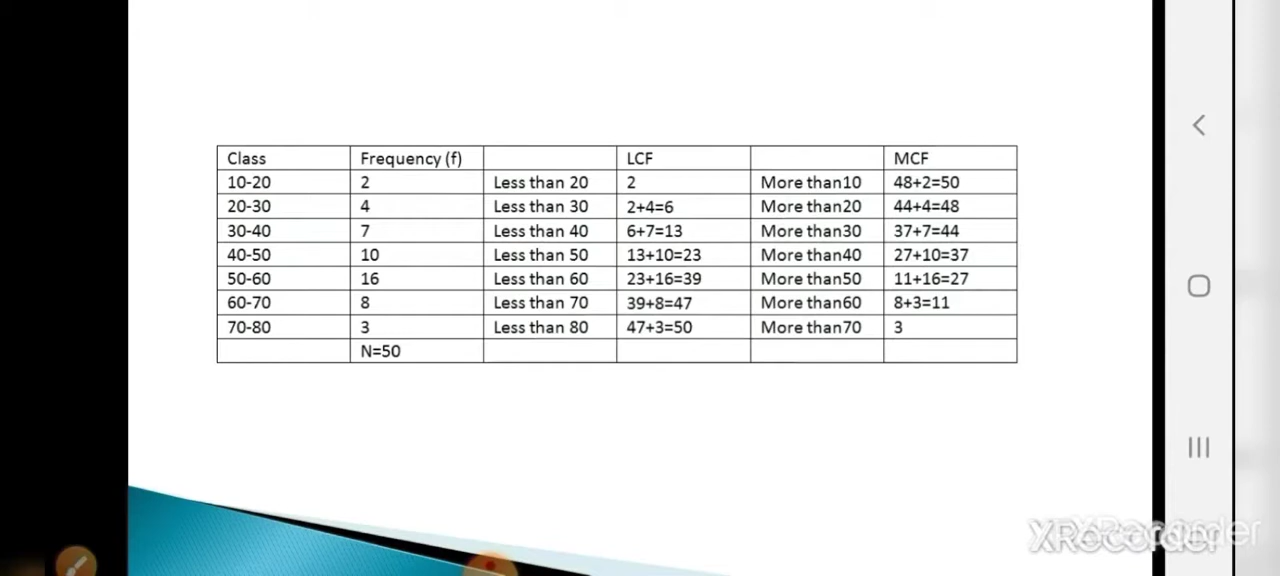 Class Frequency (f) LCF MCF
10-20 2 Less than 20 2 More than10 48+2=50
20-30 4 Less than 30 2+4=6 More than20 44+4=48
30-40 7 Less than 40 6+7=13 More than30 37+7=44
40-50 10 Less than 50 13+10=23 More than40 27+10=37
50-60 16 Less than 60 23+16=39 More than50 11+16=27
60-70 8 Less than 70 39+8=47 More than60 8+3=11
70-80 3 Less than 80 47+3=50 More than70 3
N=50
XRecorder
XRecorder